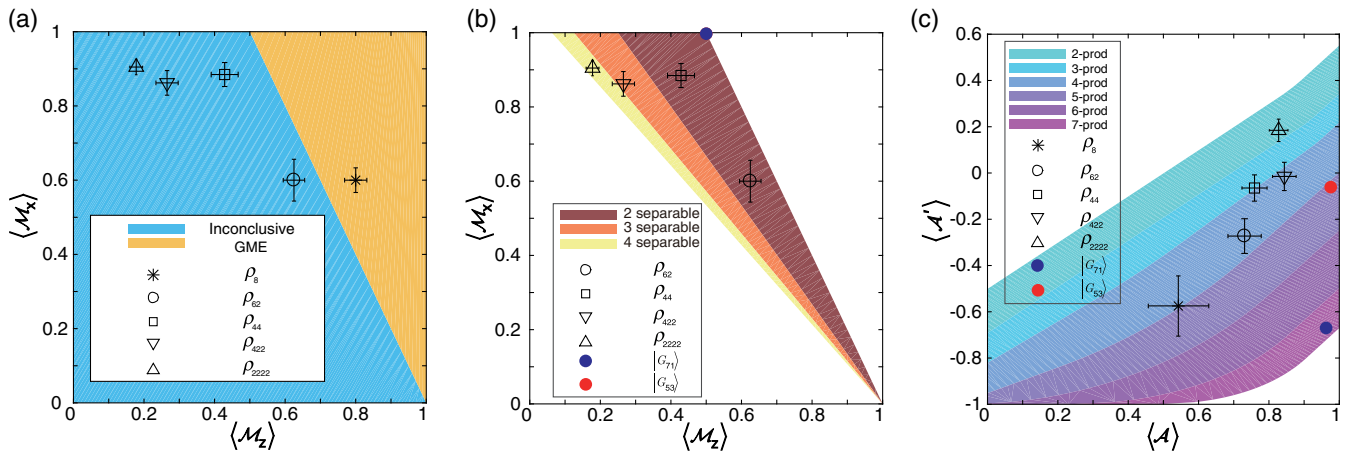 (a)
1
0.8
0.6
0.4
0.2
0
0 0.2 0.4 0.6 0.8 1
⟨ℳx⟩
⟨ℳz⟩
Inconclusive
GME
ρ8
ρ62
ρ44
ρ422
ρ2222
(b)
1
0.8
0.6
0.4
0.2
0
0 0.2 0.4 0.6 0.8 1
⟨ℳx⟩
⟨ℳz⟩
2 separable
3 separable
4 separable
ρ62
ρ44
ρ422
ρ2222
|G71⟩
|G53⟩
(c)
0.6
0.4
0.2
0
-0.2
-0.4
-0.6
-0.8
-1
0 0.2 0.4 0.6 0.8 1
⟨𝒜'⟩
⟨𝒜⟩
2-prod
3-prod
4-prod
5-prod
6-prod
7-prod
ρ8
ρ62
ρ44
ρ422
ρ2222
|G71⟩
|G53⟩